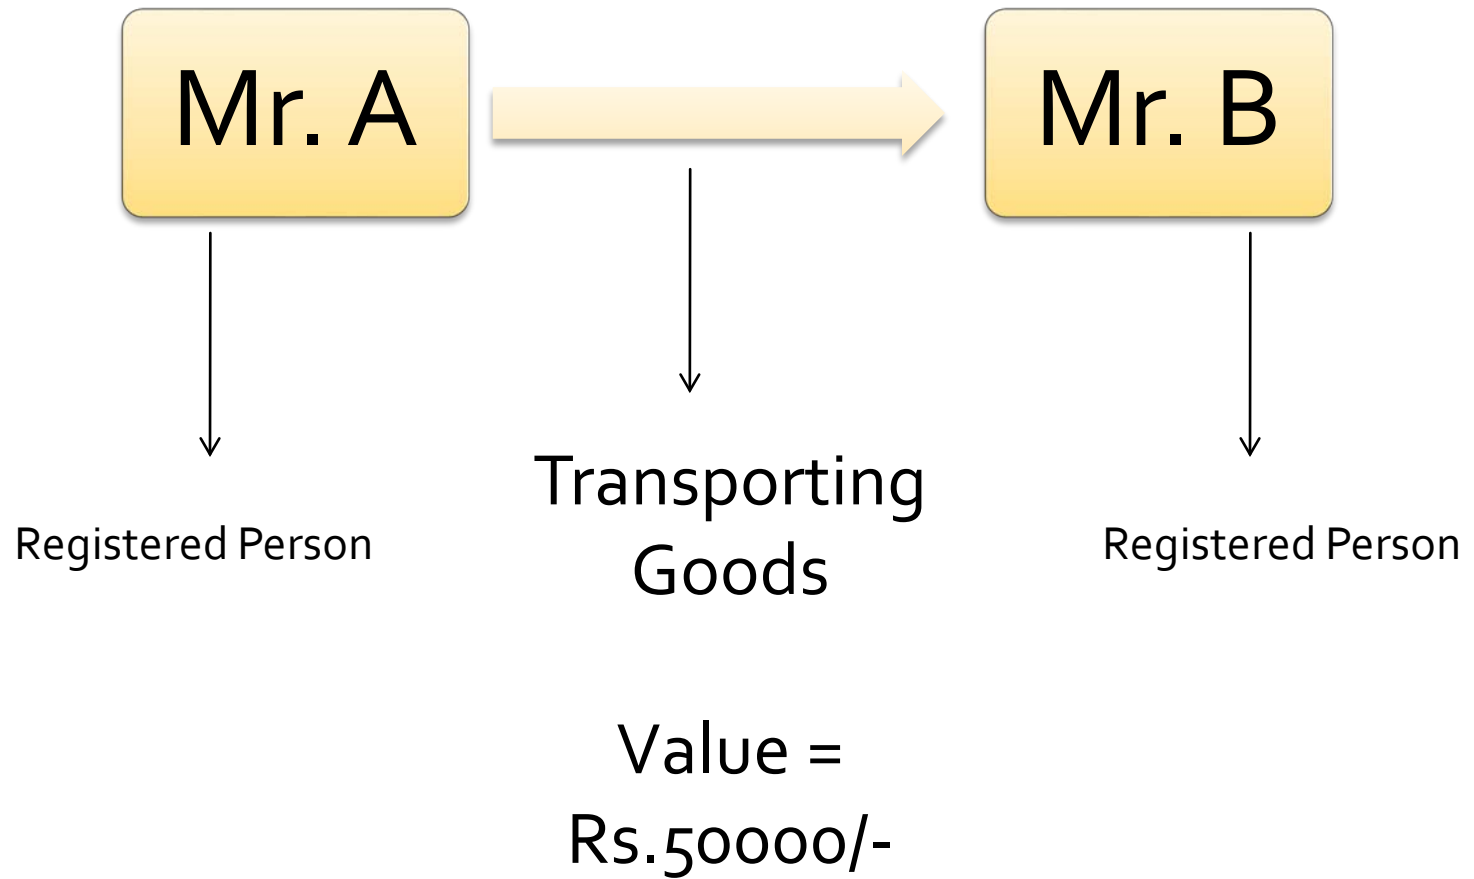 Mr. A
Mr. B
Registered Person
Transporting
Goods
Registered Person
Value =
Rs.50000/-